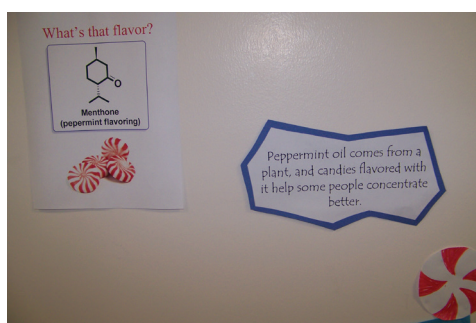 What's that flavor?
O
Menthone
(pepermint flavoring)
Peppermint oil comes from a
plant, and candies flavored with
it help some people concentrate
better.